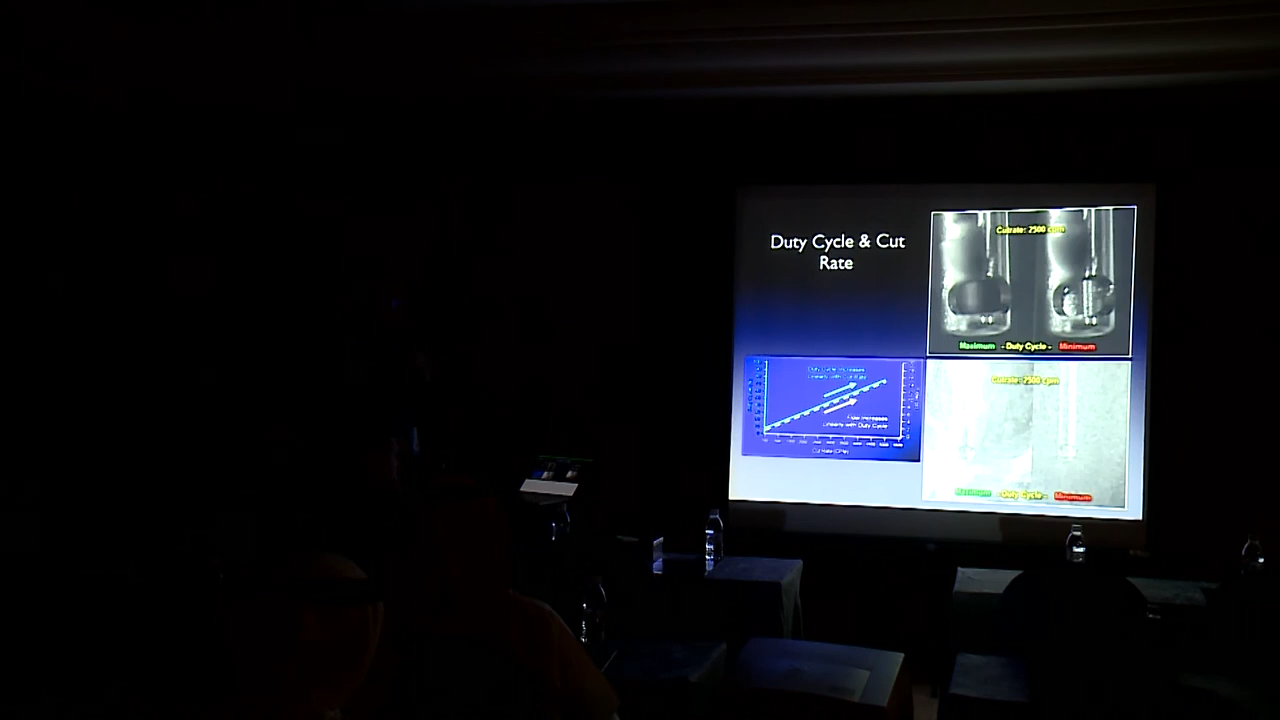 Duty Cycle & Cut
Rate
Cutrate: 2500 cpm
Maximum - Duty Cycle - Minimum
Duty Cycle Increases
Linearly with Cut Rate
Flow Increases
Linearly with Duty Cycle
Cut Rate (CPM)
Cutrate: 2500 cpm
Maximum - Duty Cycle - Minimum